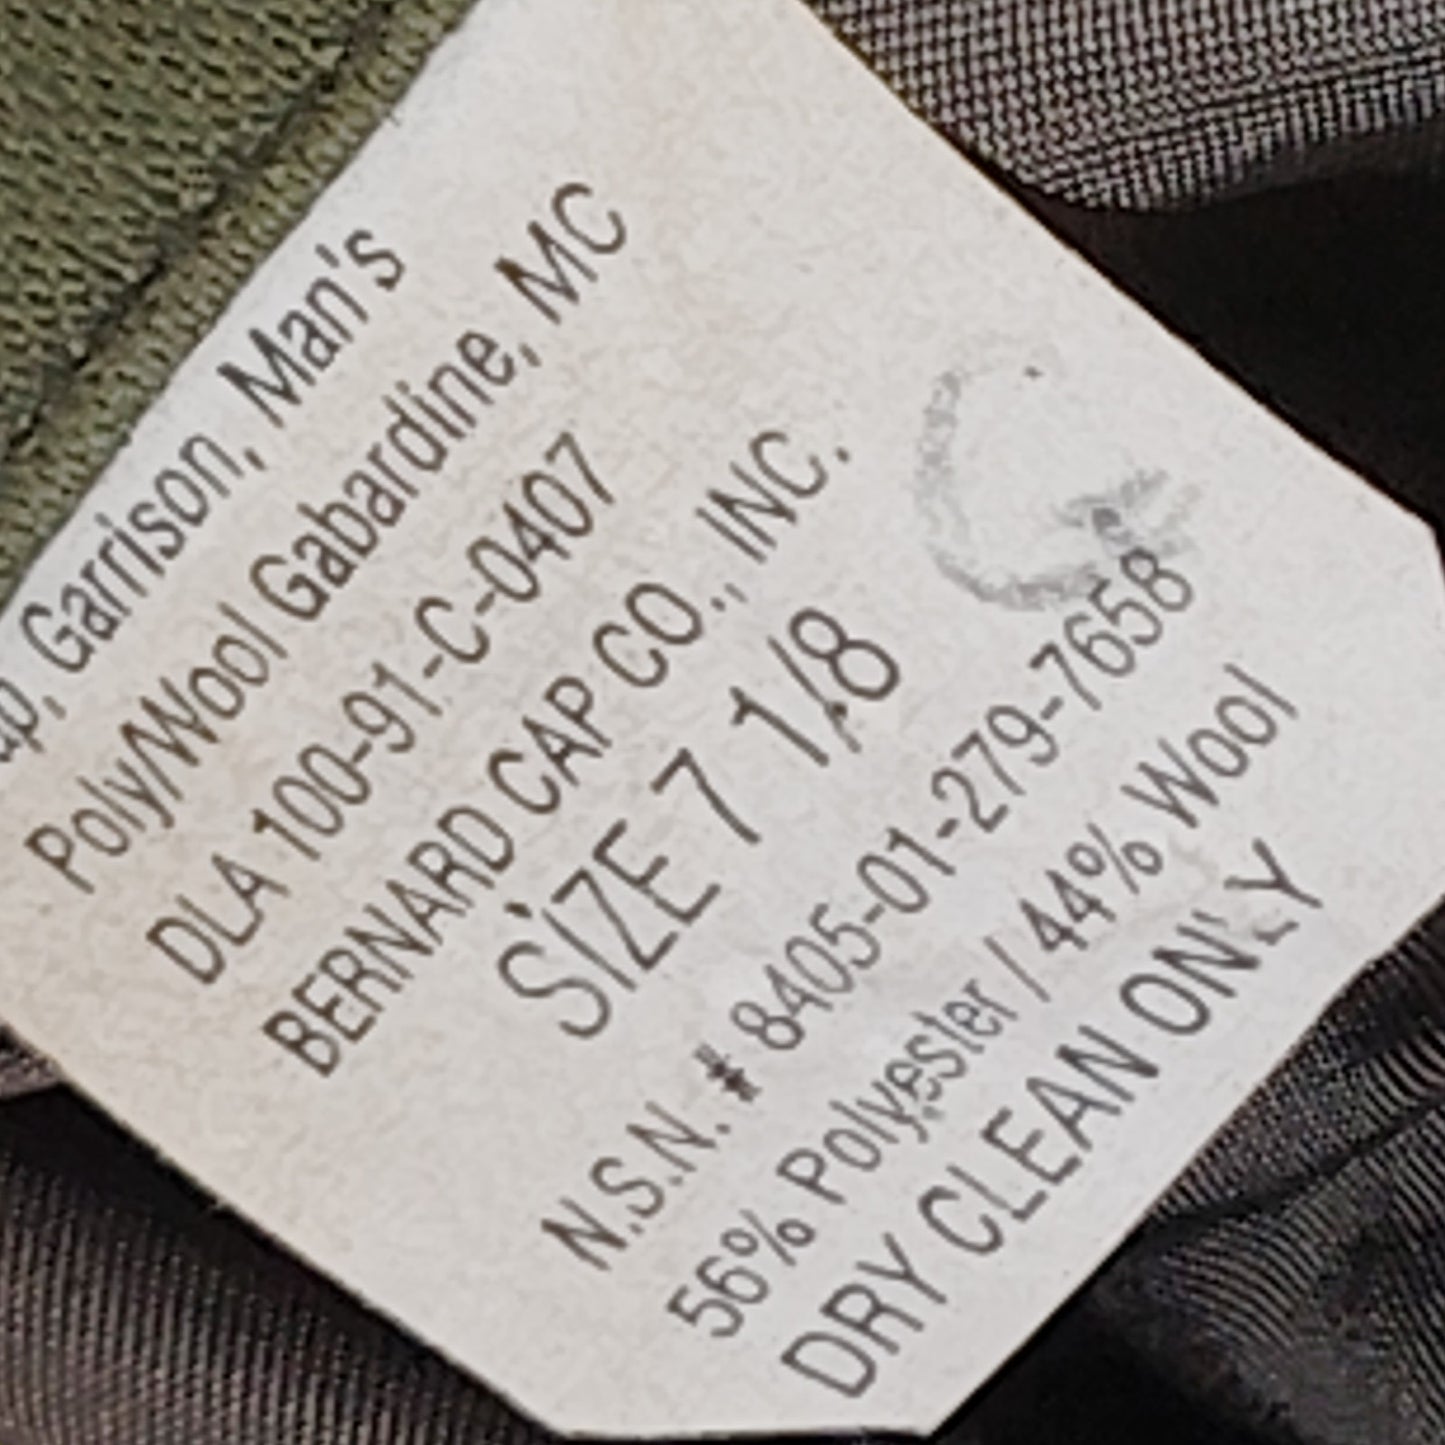 Garrison, Man's
Poly/Wool Gabardine, MC
DLA 100-91-C-0407
BERNARD CAP CO., INC.
SIZE 7 1/8
N.S.N. # 8405-01-279-7658
56% Polyester / 44% Wool
DRY CLEAN ONLY